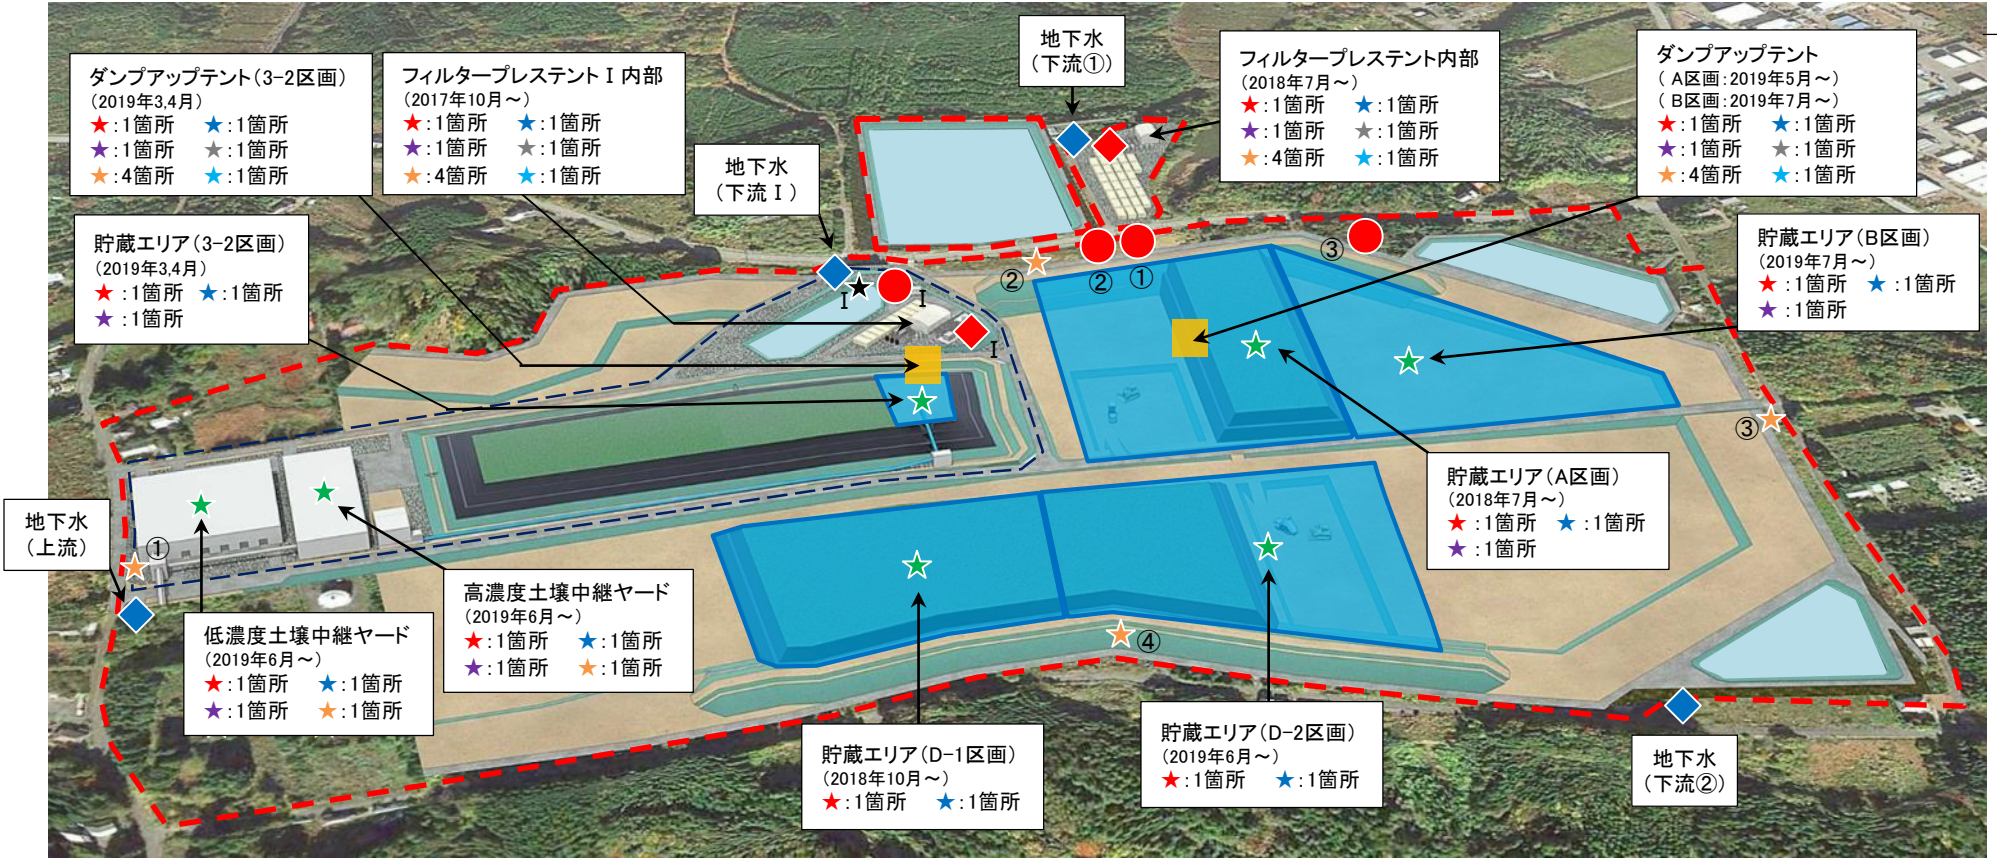 ダンプアップテント(3-2区画)
(2019年3,4月)
★:1箇所 ★:1箇所
★:1箇所 ★:1箇所
★:4箇所 ★:1箇所
フィルタープレステントⅠ内部
(2017年10月～)
★:1箇所 ★:1箇所
★:1箇所 ★:1箇所
★:4箇所 ★:1箇所
地下水
(下流①)
フィルタープレステント内部
(2018年7月～)
★:1箇所 ★:1箇所
★:1箇所 ★:1箇所
★:4箇所 ★:1箇所
ダンプアップテント
(A区画:2019年5月～)
(B区画:2019年7月～)
★:1箇所 ★:1箇所
★:1箇所 ★:1箇所
★:4箇所 ★:1箇所
地下水
(下流Ⅰ)
貯蔵エリア(3-2区画)
(2019年3,4月)
★:1箇所 ★:1箇所
★:1箇所
貯蔵エリア(B区画)
(2019年7月～)
★:1箇所 ★:1箇所
★:1箇所
②
②
①
③
Ⅰ
Ⅰ
Ⅰ
③
貯蔵エリア(A区画)
(2018年7月～)
★:1箇所 ★:1箇所
★:1箇所
地下水
(上流)
①
高濃度土壌中継ヤード
(2019年6月～)
★:1箇所 ★:1箇所
★:1箇所 ★:1箇所
低濃度土壌中継ヤード
(2019年6月～)
★:1箇所 ★:1箇所
★:1箇所 ★:1箇所
④
貯蔵エリア(D-1区画)
(2018年10月～)
★:1箇所 ★:1箇所
貯蔵エリア(D-2区画)
(2019年6月～)
★:1箇所 ★:1箇所
地下水
(下流②)